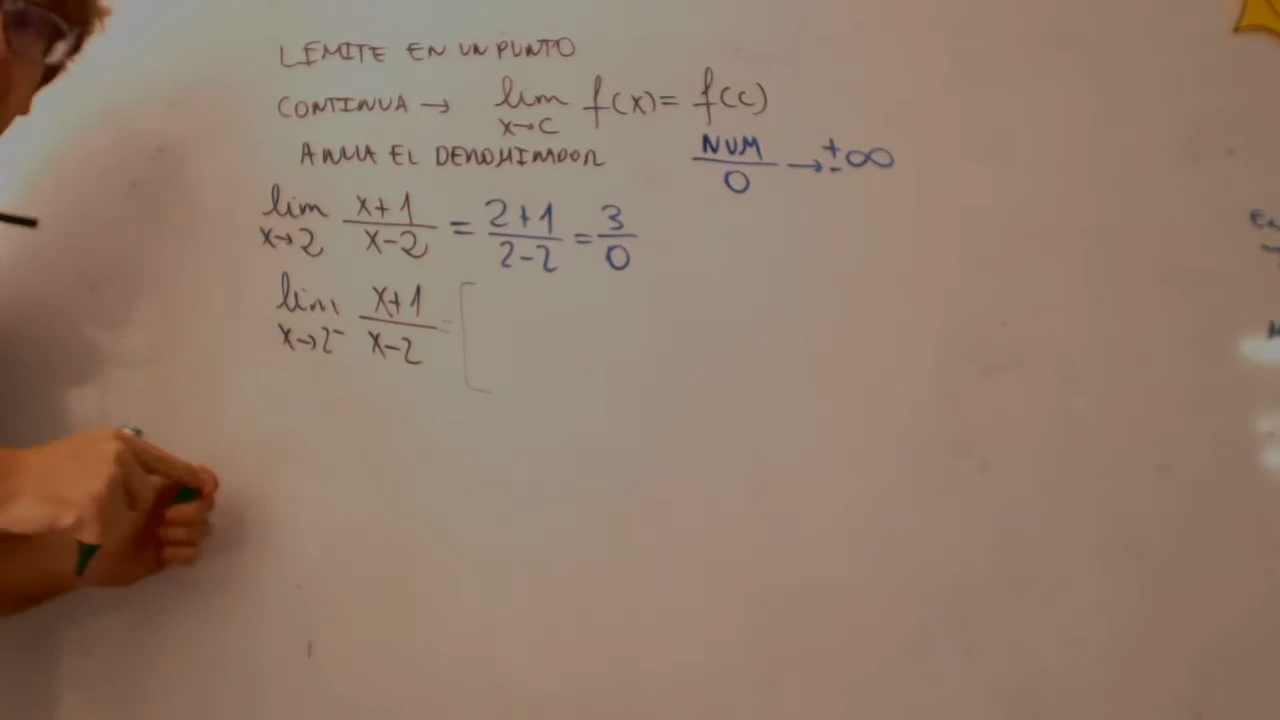 LIMITE EN UN PUNTO
CONTINUA → lim x→c f(x) = f(c)
ANULA EL DENOMINADOR NUM/0 → ±∞
lim x→2 x+1/x-2 = 2+1/2-2 = 3/0
lim x→2⁻ x+1/x-2 = [